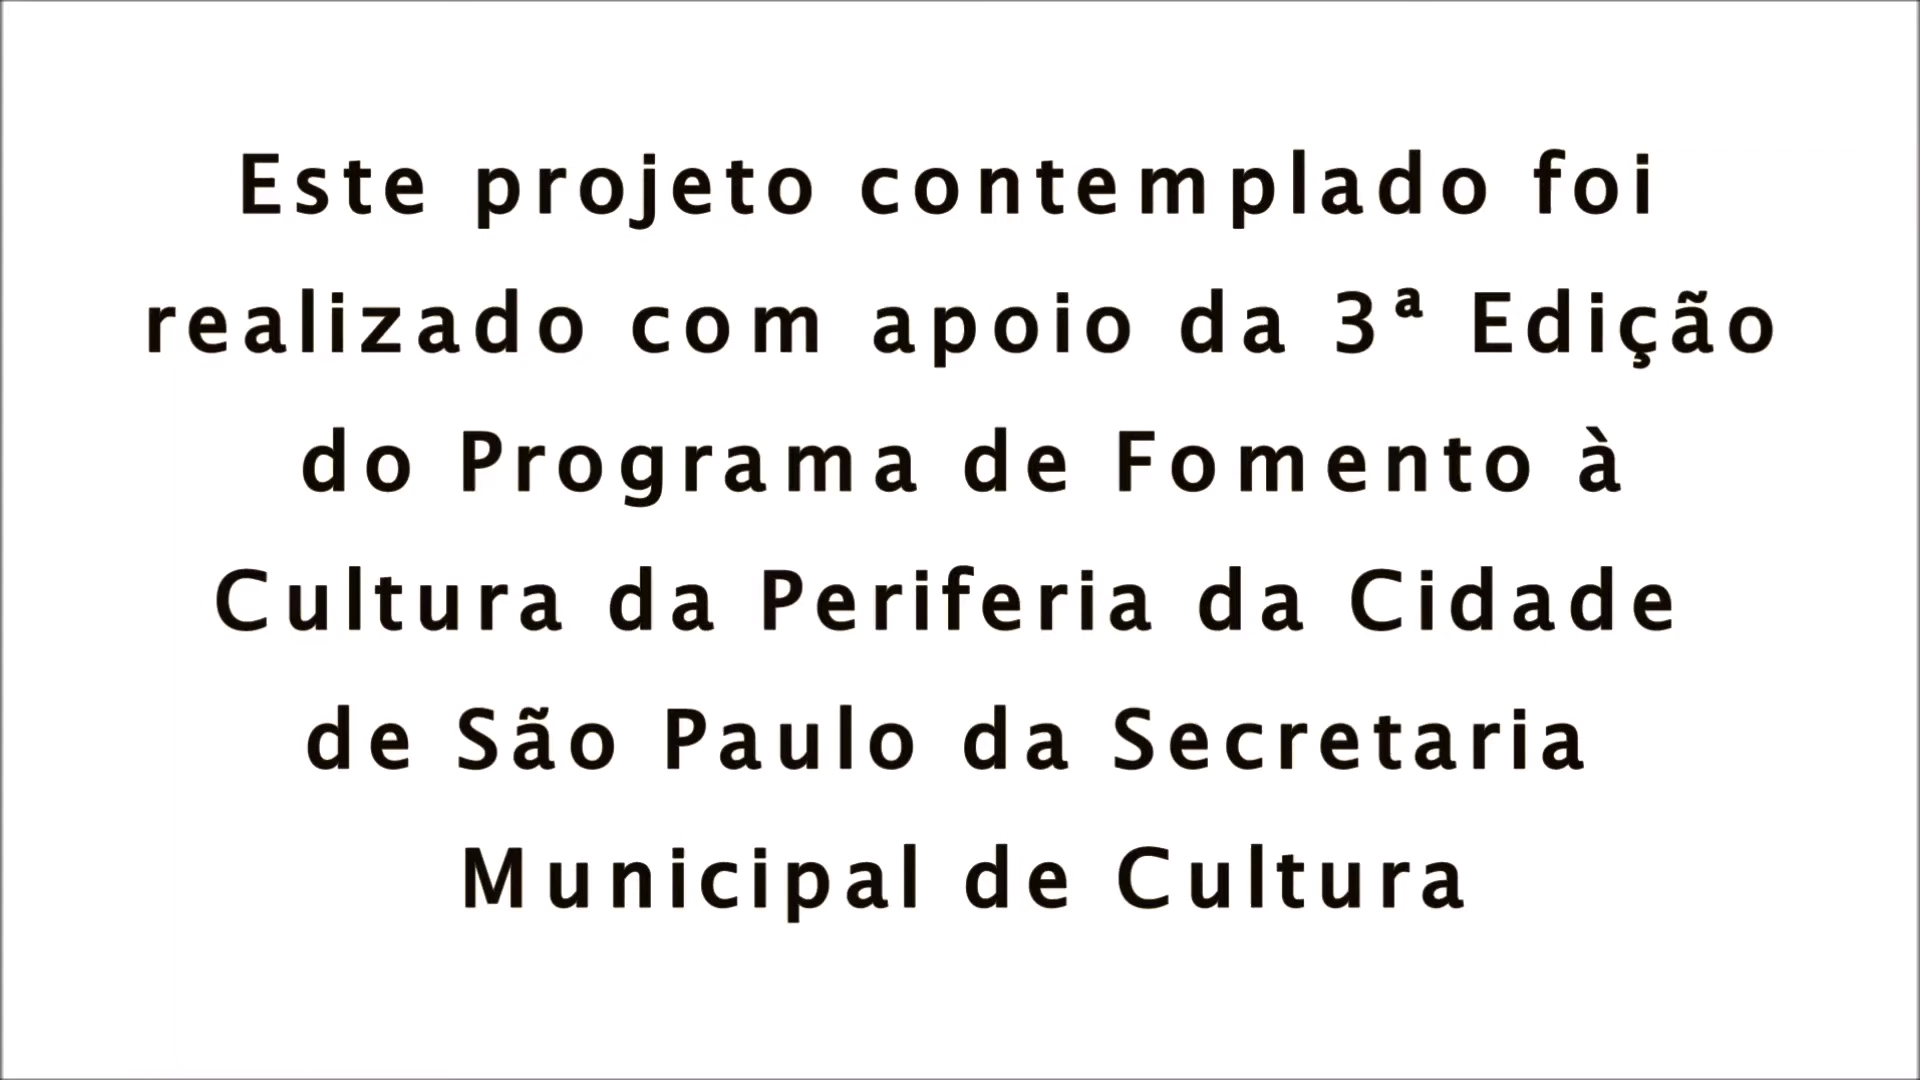 Este projeto contemplado foi
realizado com apoio da 3ª Edição
do Programa de Fomento à
Cultura da Periferia da Cidade
de São Paulo da Secretaria
Municipal de Cultura